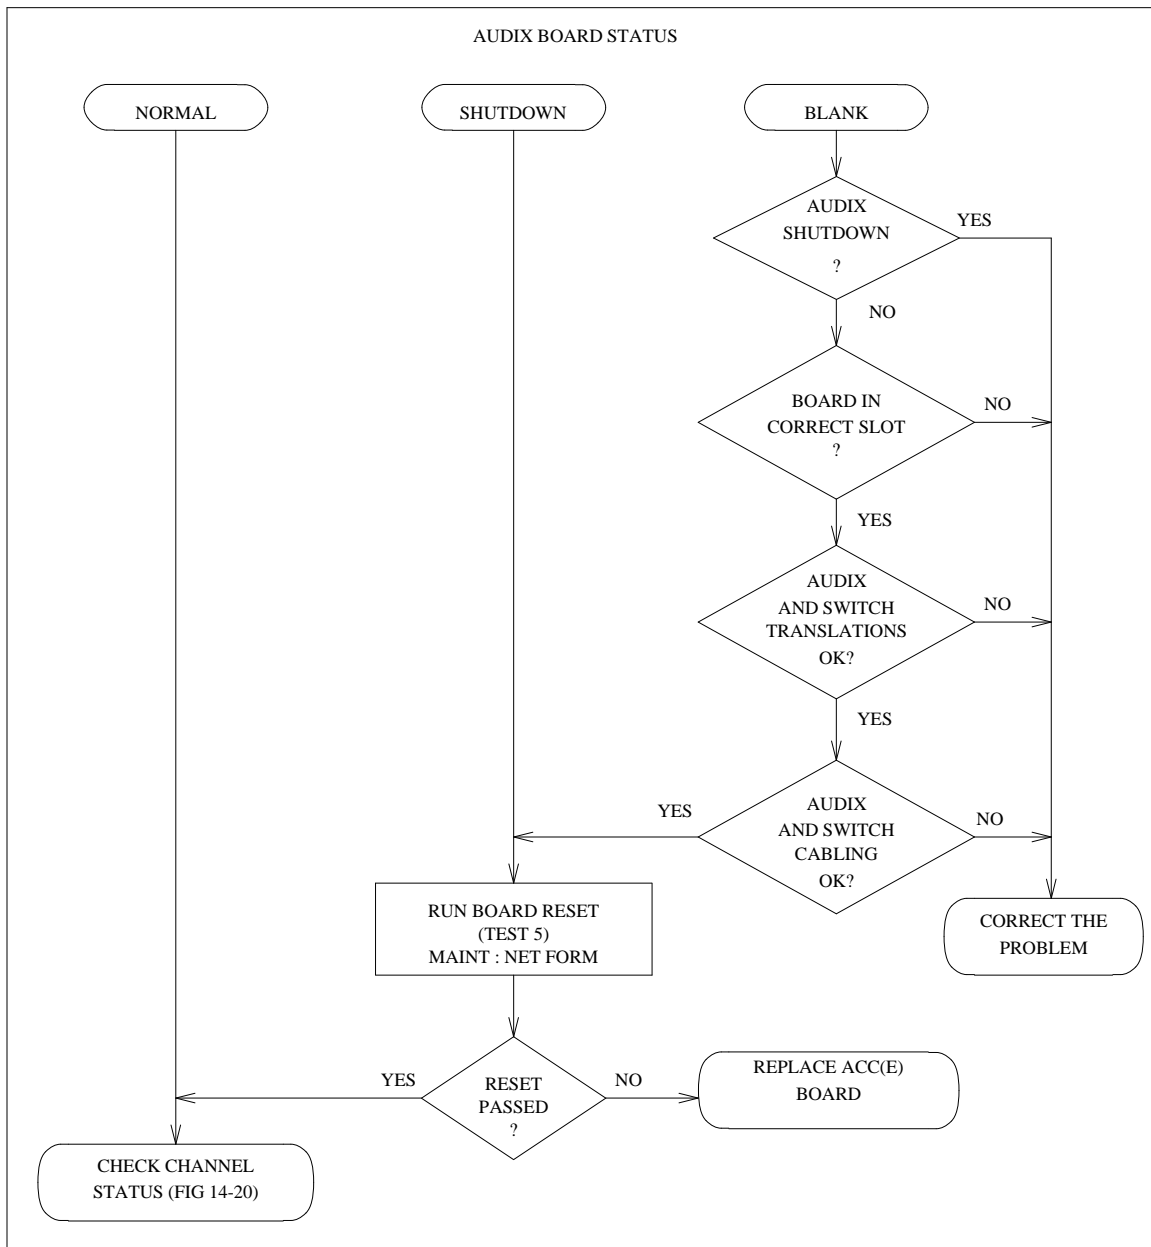 AUDIX BOARD STATUS
NORMAL
SHUTDOWN
BLANK
AUDIX
SHUTDOWN
?
YES
NO
BOARD IN
CORRECT SLOT
?
NO
YES
AUDIX
AND SWITCH
TRANSLATIONS
OK?
NO
YES
AUDIX
AND SWITCH
CABLING
OK?
YES
NO
RUN BOARD RESET
(TEST 5)
MAINT : NET FORM
CORRECT THE
PROBLEM
RESET
PASSED
?
YES
NO
REPLACE ACC(E)
BOARD
CHECK CHANNEL
STATUS (FIG 14-20)